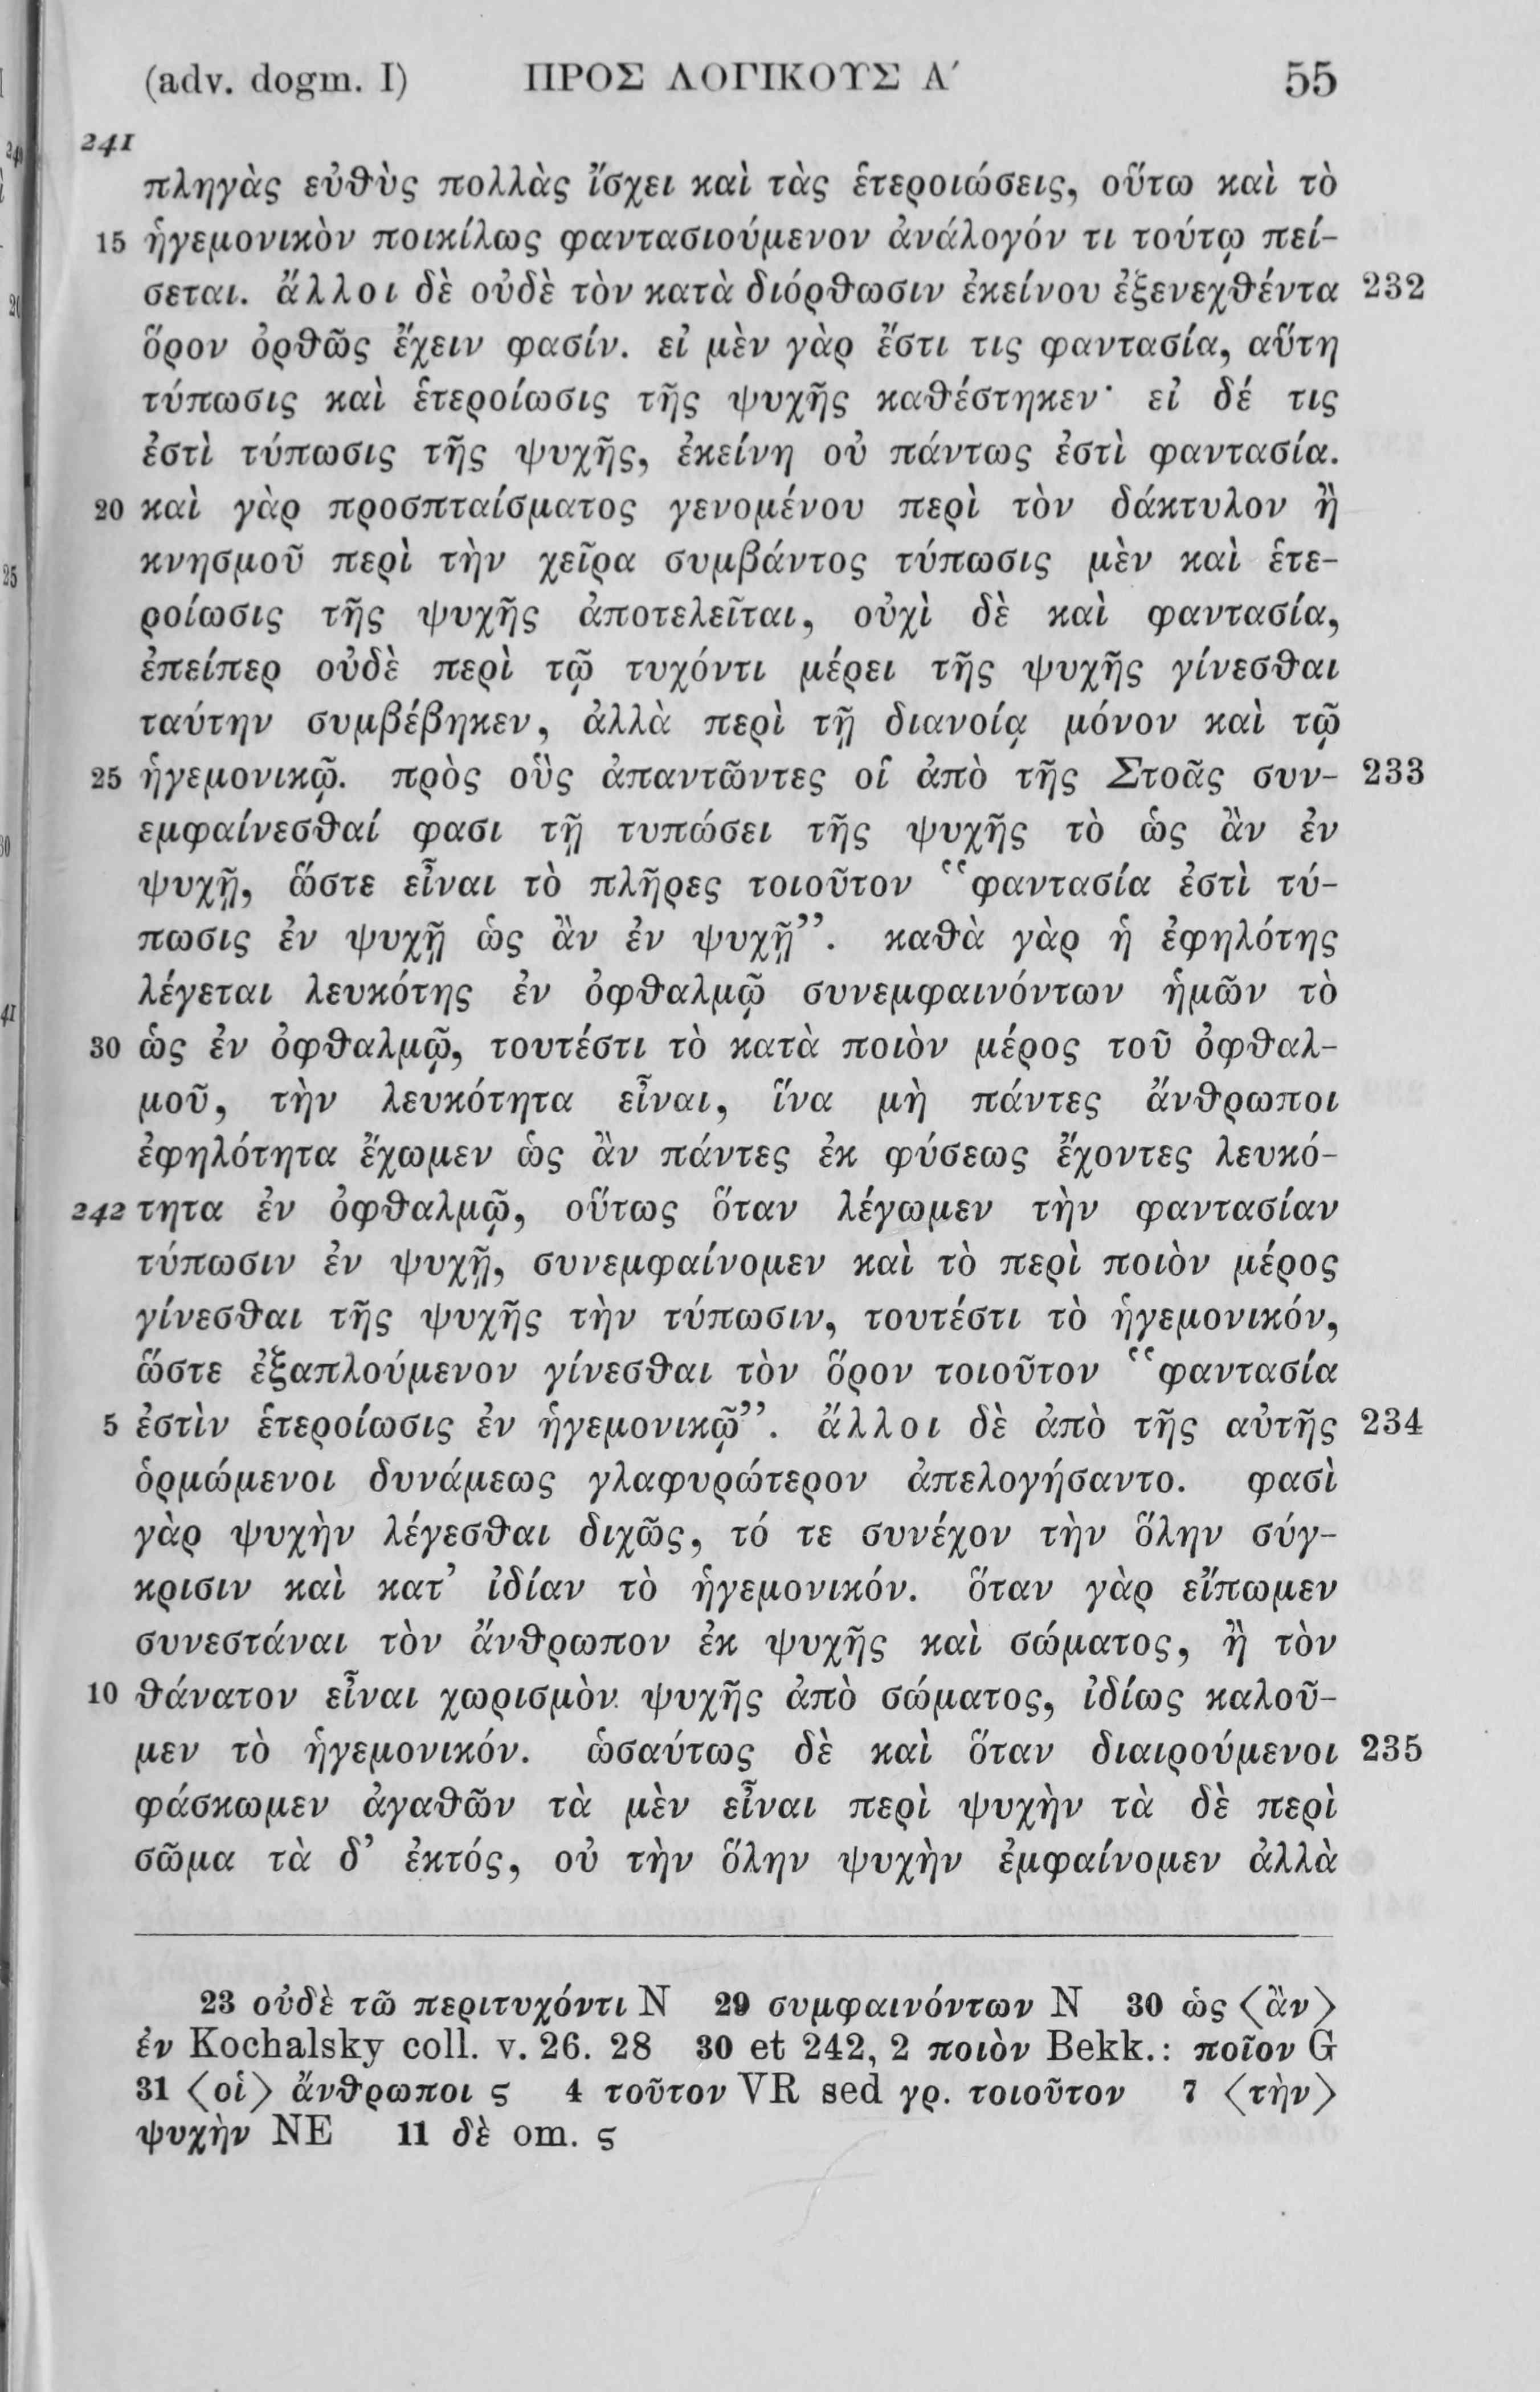 (adv. dogm. I) ΠΡΟΣ ΛΟΓΙΚΟΥΣ Α΄ 55
241
πληγὰς εὐθὺς πολλὰς ἴσχει καὶ τὰς ἑτεροιώσεις, οὕτω καὶ τὸ
15 ἡγεμονικὸν ποικίλως φαντασιούμενον ἀνάλογόν τι τούτῳ πεί-
σεται. ἄλλοι δὲ οὐδὲ τὸν κατὰ διόρθωσιν ἐκείνου ἐξενεχθέντα 232
ὅρον ὀρθῶς ἔχειν φασίν. εἰ μὲν γὰρ ἔστι τις φαντασία, αὕτη
τύπωσις καὶ ἑτεροίωσις τῆς ψυχῆς καθέστηκεν· εἰ δέ τις
ἐστὶ τύπωσις τῆς ψυχῆς, ἐκείνη οὐ πάντως ἐστὶ φαντασία.
20 καὶ γὰρ προσπταίσματος γενομένου περὶ τὸν δάκτυλον ἢ
κνησμοῦ περὶ τὴν χεῖρα συμβάντος τύπωσις μὲν καὶ ἑτε-
ροίωσις τῆς ψυχῆς ἀποτελεῖται, οὐχὶ δὲ καὶ φαντασία,
ἐπείπερ οὐδὲ περὶ τῷ τυχόντι μέρει τῆς ψυχῆς γίνεσθαι
ταύτην συμβέβηκεν, ἀλλὰ περὶ τῇ διανοίᾳ μόνον καὶ τῷ
25 ἡγεμονικῷ. πρὸς οὓς ἀπαντῶντες οἱ ἀπὸ τῆς Στοᾶς συν- 233
εμφαίνεσθαί φασι τῇ τυπώσει τῆς ψυχῆς τὸ ὡς ἂν ἐν
ψυχῇ, ὥστε εἶναι τὸ πλῆρες τοιοῦτον “φαντασία ἐστὶ τύ-
πωσις ἐν ψυχῇ ὡς ἂν ἐν ψυχῇ”. καθὰ γὰρ ἡ ἐφηλότης
λέγεται λευκότης ἐν ὀφθαλμῷ συνεμφαινόντων ἡμῶν τὸ
30 ὡς ἐν ὀφθαλμῷ, τουτέστι τὸ κατὰ ποιὸν μέρος τοῦ ὀφθαλ-
μοῦ, τὴν λευκότητα εἶναι, ἵνα μὴ πάντες ἄνθρωποι
ἐφηλότητα ἔχωμεν ὡς ἂν πάντες ἐκ φύσεως ἔχοντες λευκό-
242 τητα ἐν ὀφθαλμῷ, οὕτως ὅταν λέγωμεν τὴν φαντασίαν
τύπωσιν ἐν ψυχῇ, συνεμφαίνομεν καὶ τὸ περὶ ποιὸν μέρος
γίνεσθαι τῆς ψυχῆς τὴν τύπωσιν, τουτέστι τὸ ἡγεμονικόν,
ὥστε ἐξαπλούμενον γίνεσθαι τὸν ὅρον τοιοῦτον “φαντασία
5 ἐστὶν ἑτεροίωσις ἐν ἡγεμονικῷ”. ἄλλοι δὲ ἀπὸ τῆς αὐτῆς 234
ὁρμώμενοι δυνάμεως γλαφυρώτερον ἀπελογήσαντο. φασὶ
γὰρ ψυχὴν λέγεσθαι διχῶς, τό τε συνέχον τὴν ὅλην σύγ-
κρισιν καὶ κατ’ ἰδίαν τὸ ἡγεμονικόν. ὅταν γὰρ εἴπωμεν
συνεστάναι τὸν ἄνθρωπον ἐκ ψυχῆς καὶ σώματος, ἢ τὸν
10 θάνατον εἶναι χωρισμὸν ψυχῆς ἀπὸ σώματος, ἰδίως καλοῦ-
μεν τὸ ἡγεμονικόν. ὡσαύτως δὲ καὶ ὅταν διαιρούμενοι 235
φάσκωμεν ἀγαθῶν τὰ μὲν εἶναι περὶ ψυχὴν τὰ δὲ περὶ
σῶμα τὰ δ’ ἐκτός, οὐ τὴν ὅλην ψυχὴν ἐμφαίνομεν ἀλλὰ
23 οὐδὲ τῶ περιτυχόντι N 29 συμφαινόντων N 30 ὡς ⟨ἂν⟩
ἐν Kochalsky coll. v. 26. 28 30 et 242, 2 ποιὸν Bekk.: ποῖον G
31 ⟨οἱ⟩ ἄνθρωποι ς 4 τοῦτον VR sed γρ. τοιοῦτον 7 ⟨τὴν⟩
ψυχὴν NE 11 δὲ om. ς